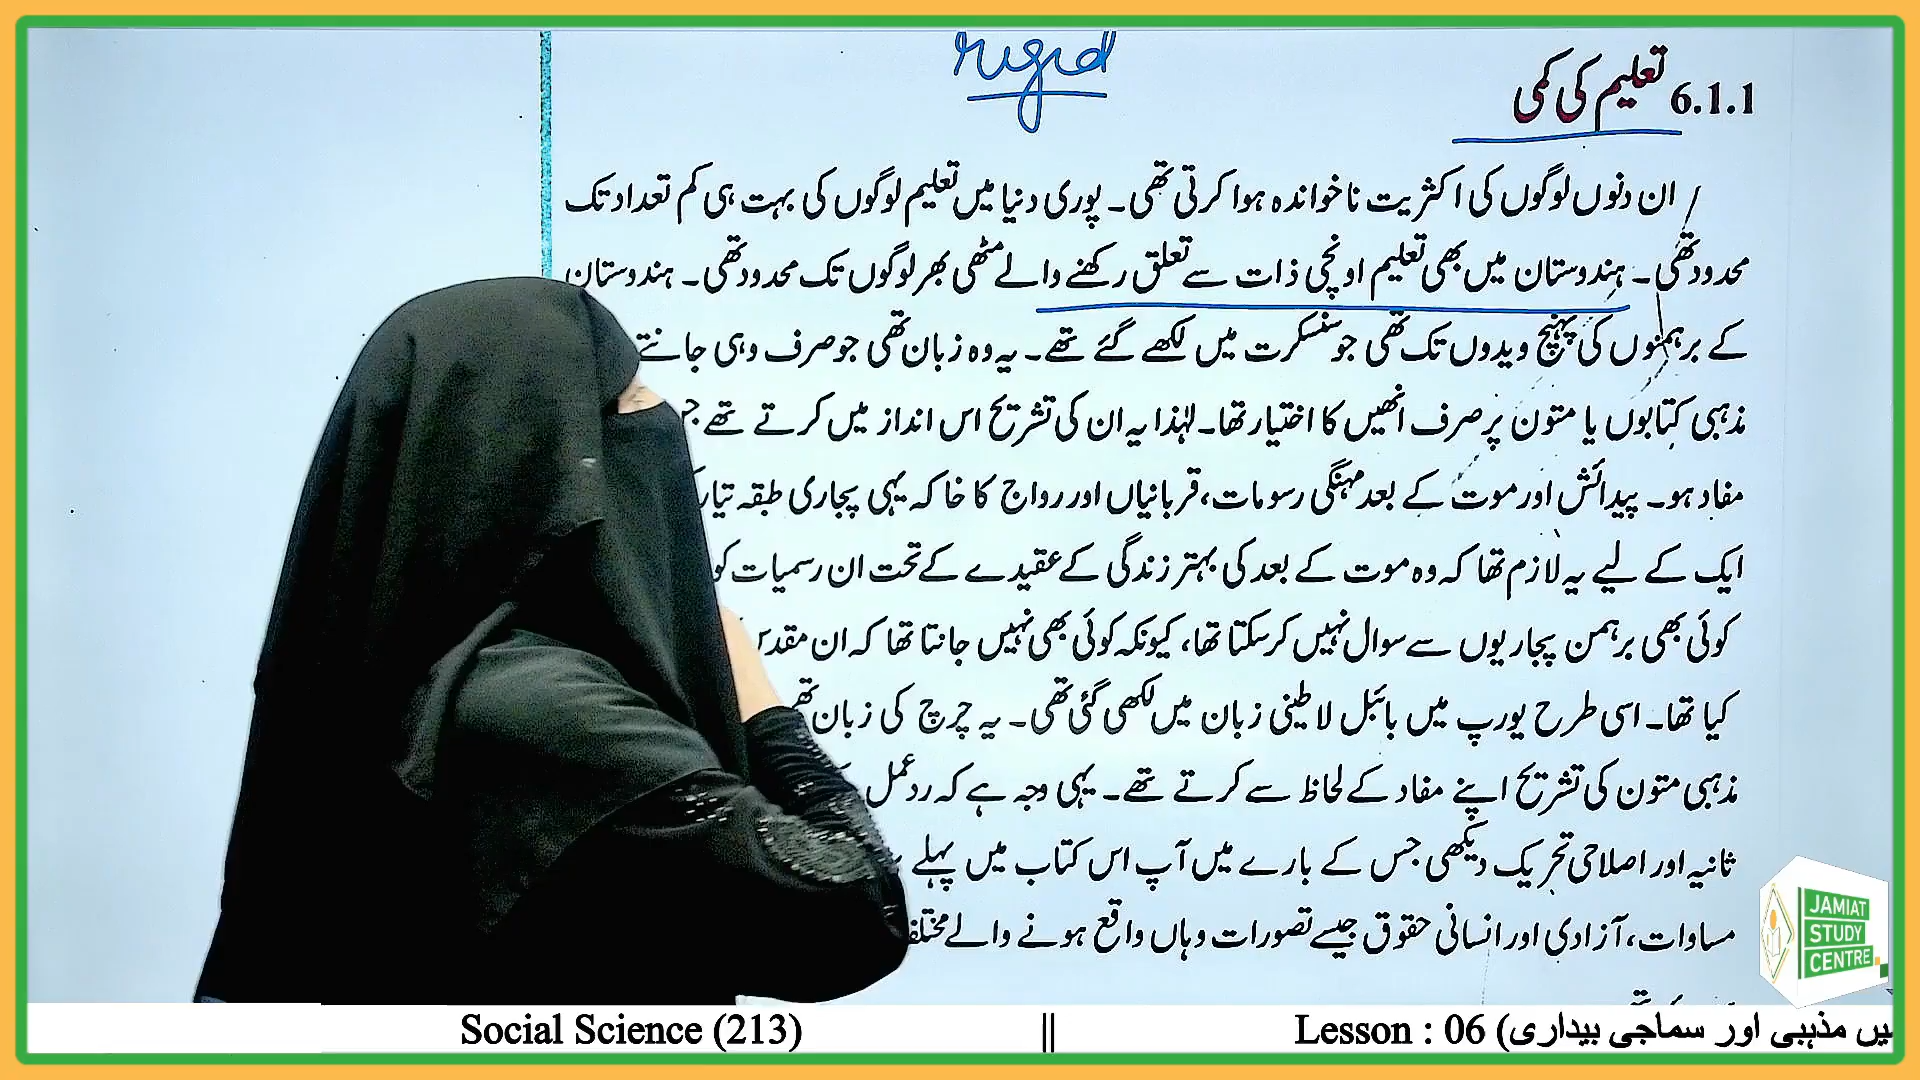 rigid
6.1.1 تعلیم کی کمی
ان دنوں لوگوں کی اکثریت ناخواندہ ہوا کرتی تھی۔ پوری دنیا میں تعلیم لوگوں کی بہت ہی کم تعداد تک
محدود تھی۔ ہندوستان میں بھی تعلیم اونچی ذات سے تعلق رکھنے والے مٹھی بھر لوگوں تک محدود تھی۔ ہندوستان
کے برہمنوں کی پہنچ ویدوں تک تھی جو سنسکرت میں لکھے گئے تھے۔ یہ وہ زبان تھی جو صرف وہی جانتے
مذہبی کتابوں یا متون پر صرف انھیں کا اختیار تھا۔ لہٰذا یہ ان کی تشریح اس انداز میں کرتے تھے
مفاد ہو۔ پیدائش اور موت کے بعد مہنگی رسومات، قربانیاں اور رواج کا خاکہ یہی پجاری طبقہ تیار
ایک کے لیے یہ لازم تھا کہ وہ موت کے بعد کی بہتر زندگی کے عقیدے کے تحت ان رسمیات کو
کوئی بھی برہمن پجاریوں سے سوال نہیں کر سکتا تھا، کیونکہ کوئی بھی نہیں جانتا تھا کہ ان
کیا تھا۔ اسی طرح یورپ میں بائبل لاطینی زبان میں لکھی گئی تھی۔ یہ چرچ کی زبان
مذہبی متون کی تشریح اپنے مفاد کے لحاظ سے کرتے تھے۔ یہی وجہ ہے کہ ردعمل
ثانیہ اور اصلاحی تحریک دیکھی جس کے بارے میں آپ اس کتاب میں پہلے
مساوات، آزادی اور انسانی حقوق جیسے تصورات وہاں واقع ہونے والے
JAMIAT
STUDY
CENTRE
Social Science (213) || Lesson : 06 (یں مذہبی اور سماجی بیداری